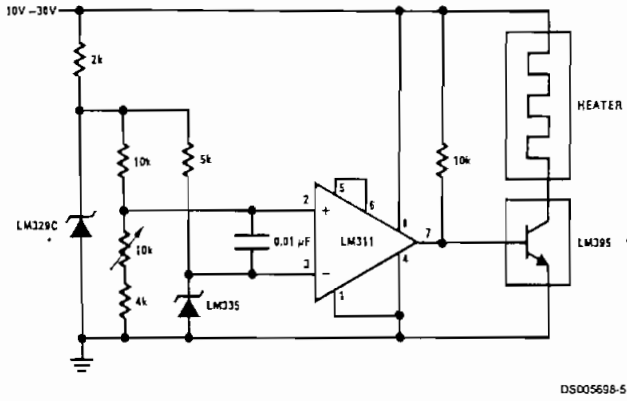 10V –30V
2k
10k
5k
10k
HEATER
5
6
2
+
8
7
LM329C
10k
0.01 µF
LM311
LM395
3
–
4
4k
LM335
1
DS005698-5